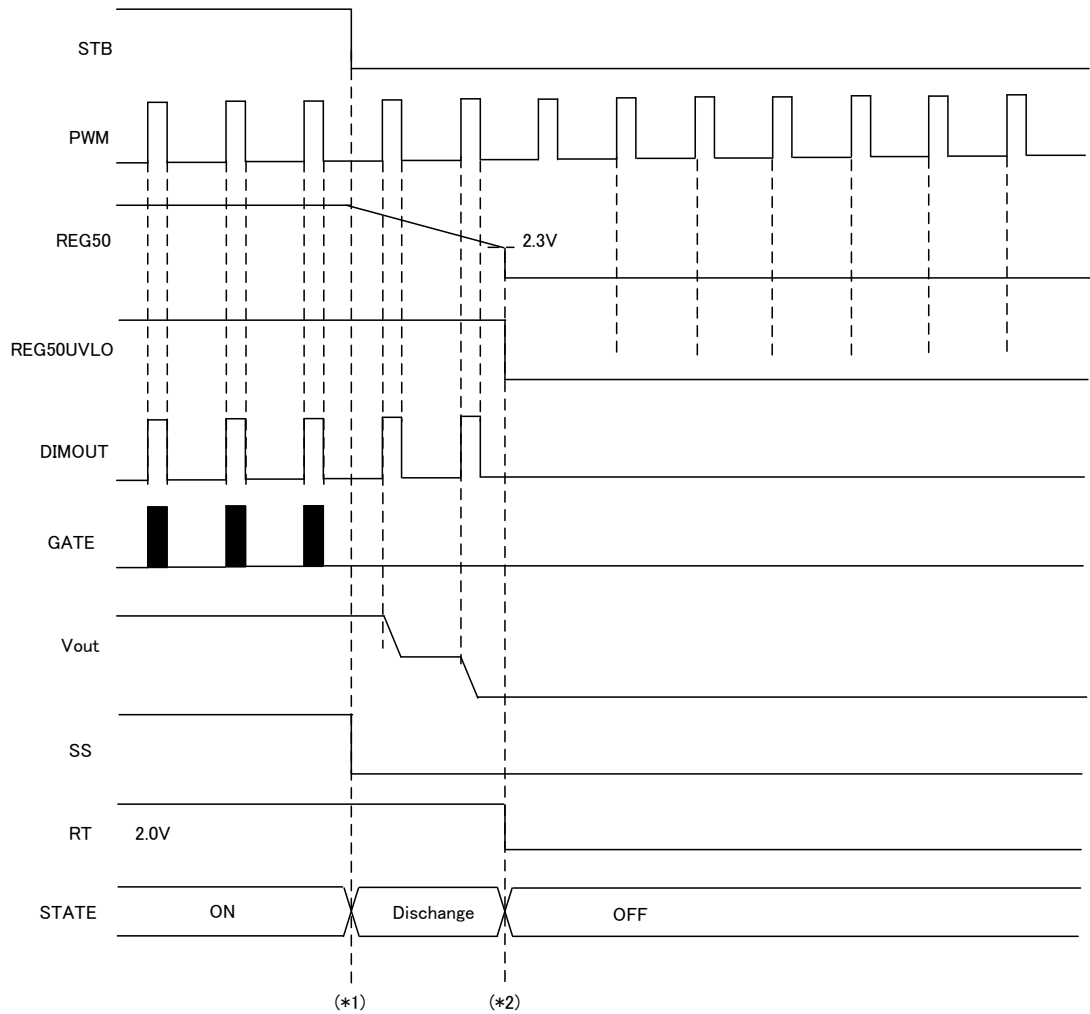 STB
PWM
REG50
2.3V
REG50UVLO
DIMOUT
GATE
Vout
SS
RT 2.0V
STATE ON Dischange OFF
(*1) (*2)